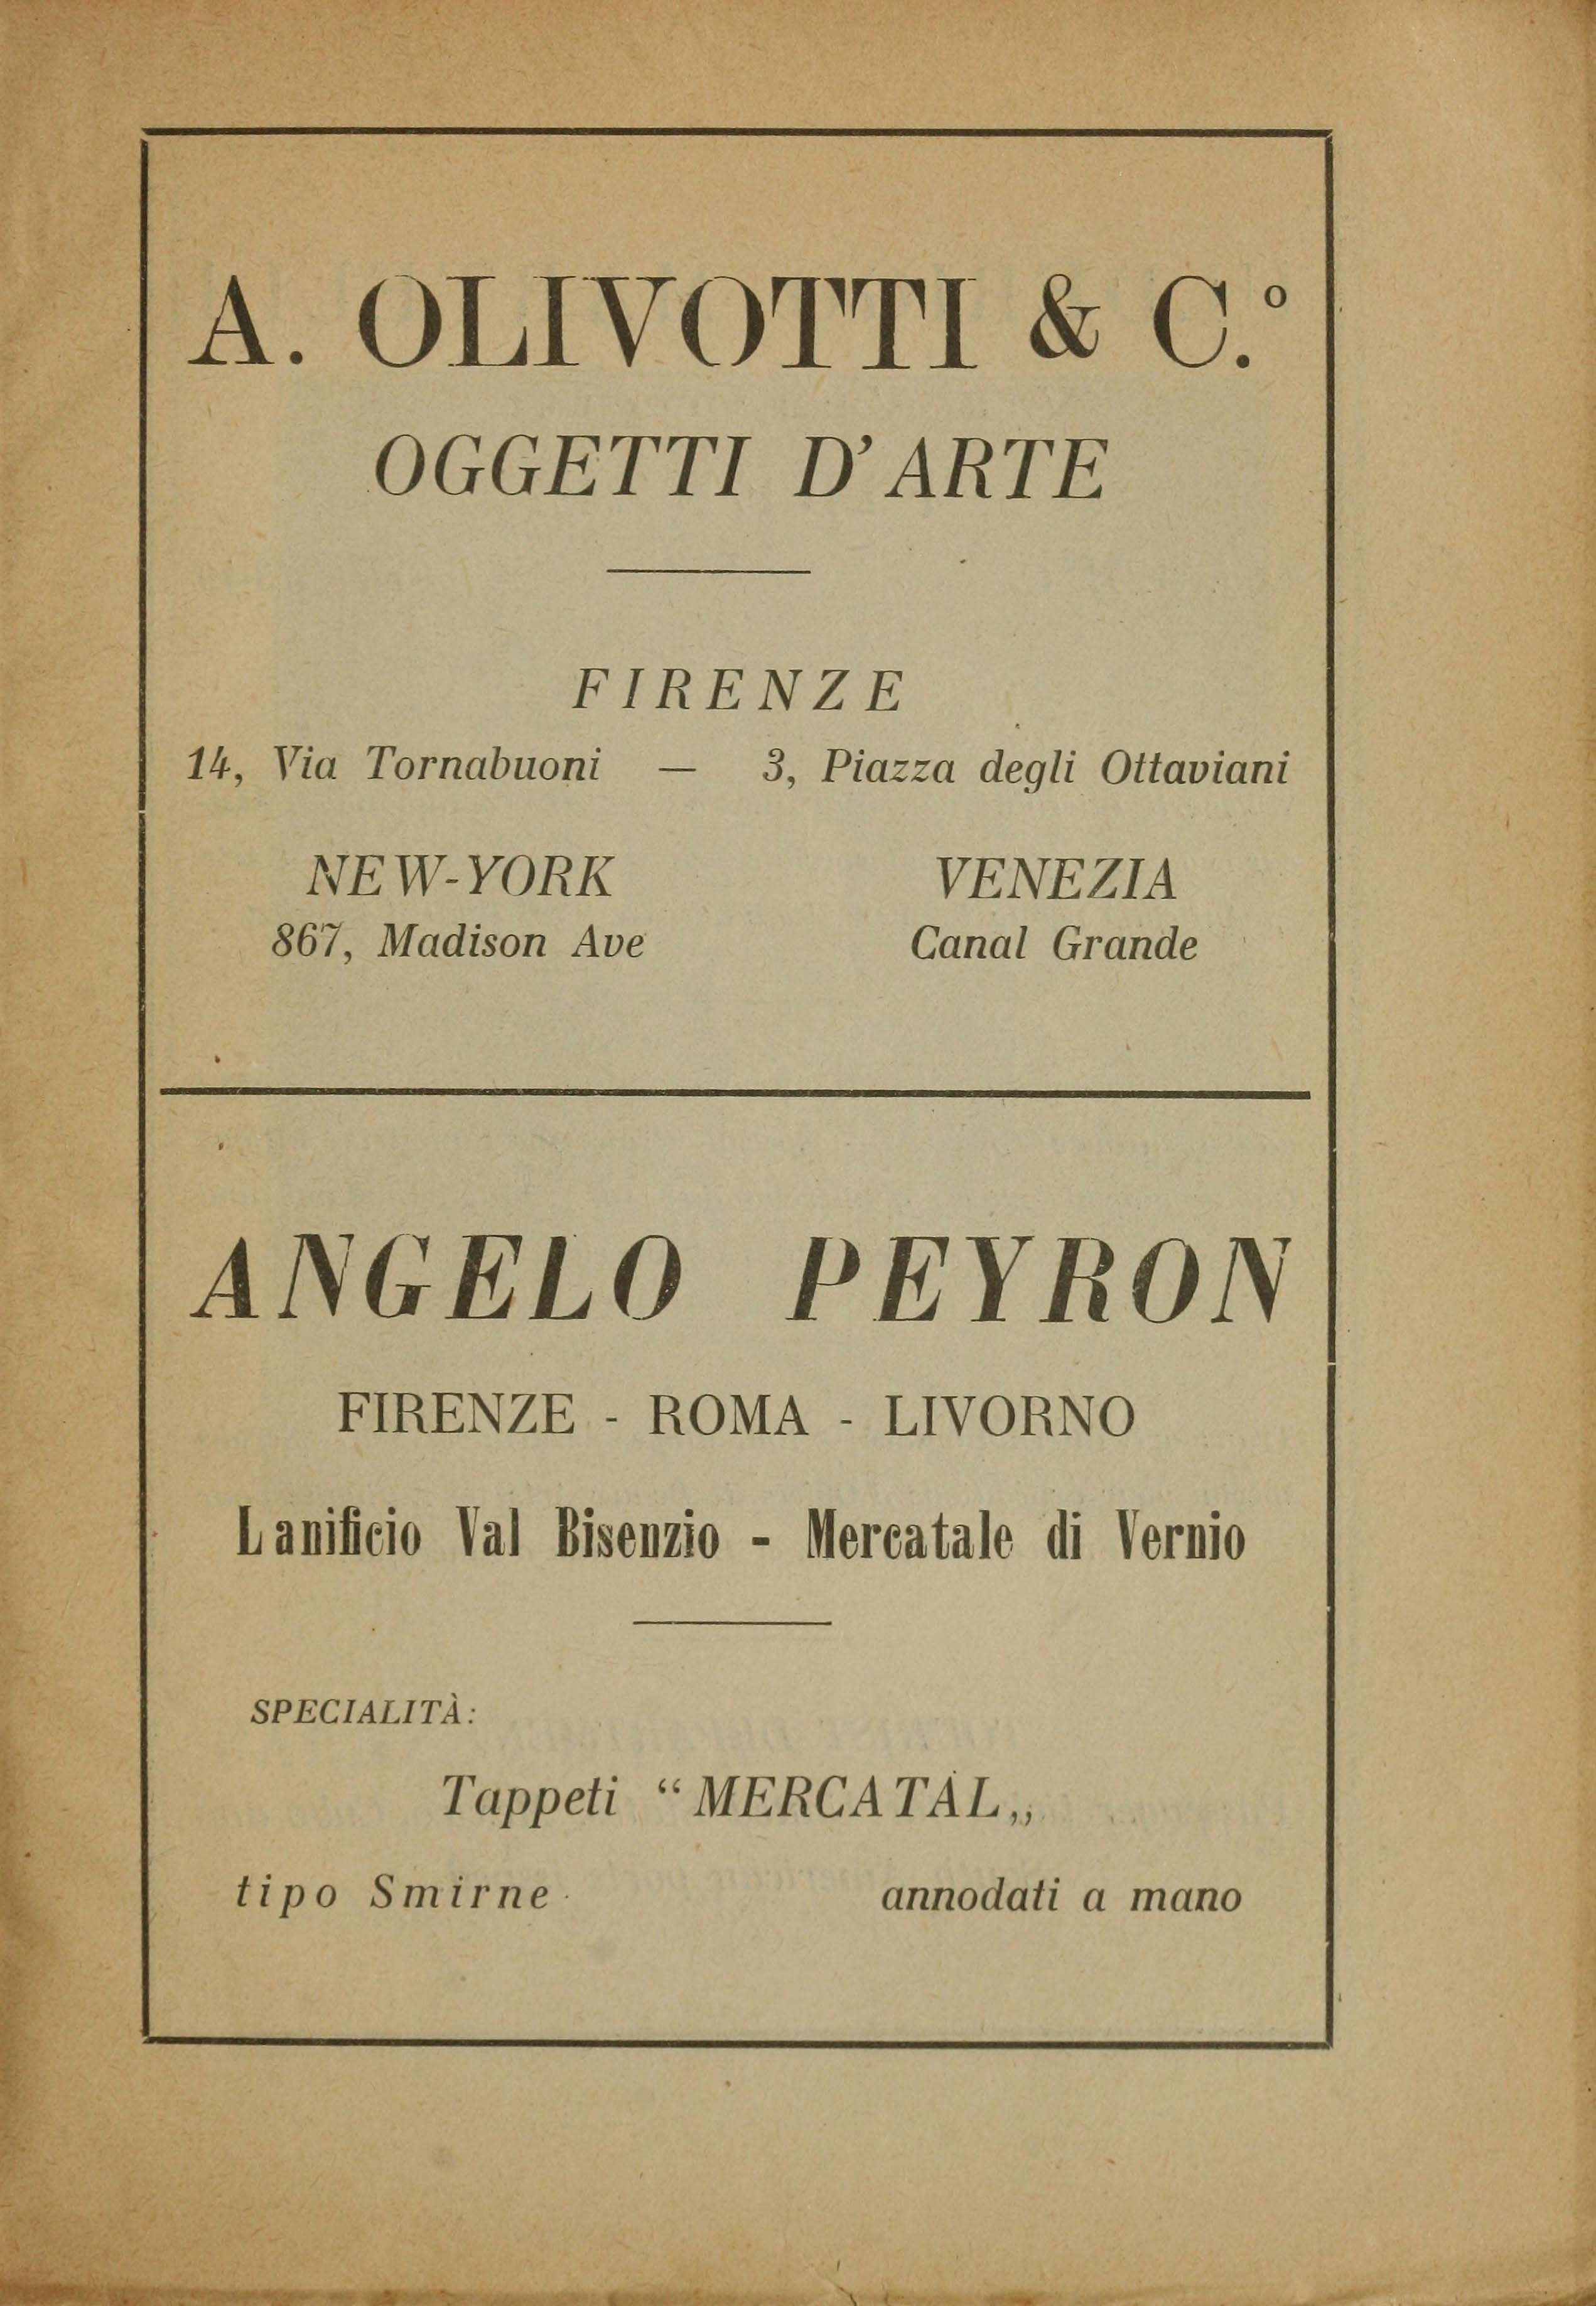 A. OLIVOTTI & C.º
OGGETTI D'ARTE
FIRENZE
14, Via Tornabuoni — 3, Piazza degli Ottaviani
NEW-YORK VENEZIA
867, Madison Ave Canal Grande
ANGELO PEYRON
FIRENZE - ROMA - LIVORNO
Lanificio Val Bisenzio - Mercatale di Vernio
SPECIALITÀ:
Tappeti “MERCATAL„
tipo Smirne annodati a mano